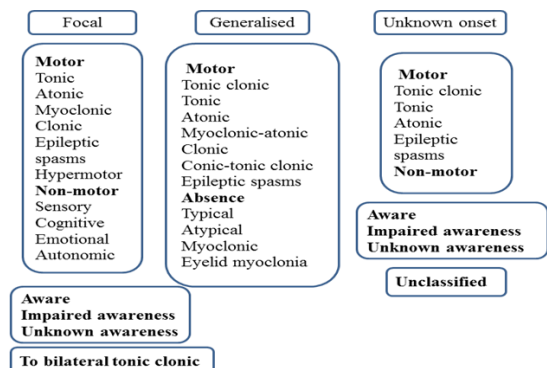 Focal
Motor
Tonic
Atonic
Myoclonic
Clonic
Epileptic
spasms
Hypermotor
Non-motor
Sensory
Cognitive
Emotional
Autonomic
Aware
Impaired awareness
Unknown awareness
To bilateral tonic clonic
Generalised
Motor
Tonic clonic
Tonic
Atonic
Myoclonic-atonic
Clonic
Conic-tonic clonic
Epileptic spasms
Absence
Typical
Atypical
Myoclonic
Eyelid myoclonia
Unknown onset
Motor
Tonic clonic
Tonic
Atonic
Epileptic
spasms
Non-motor
Aware
Impaired awareness
Unknown awareness
Unclassified